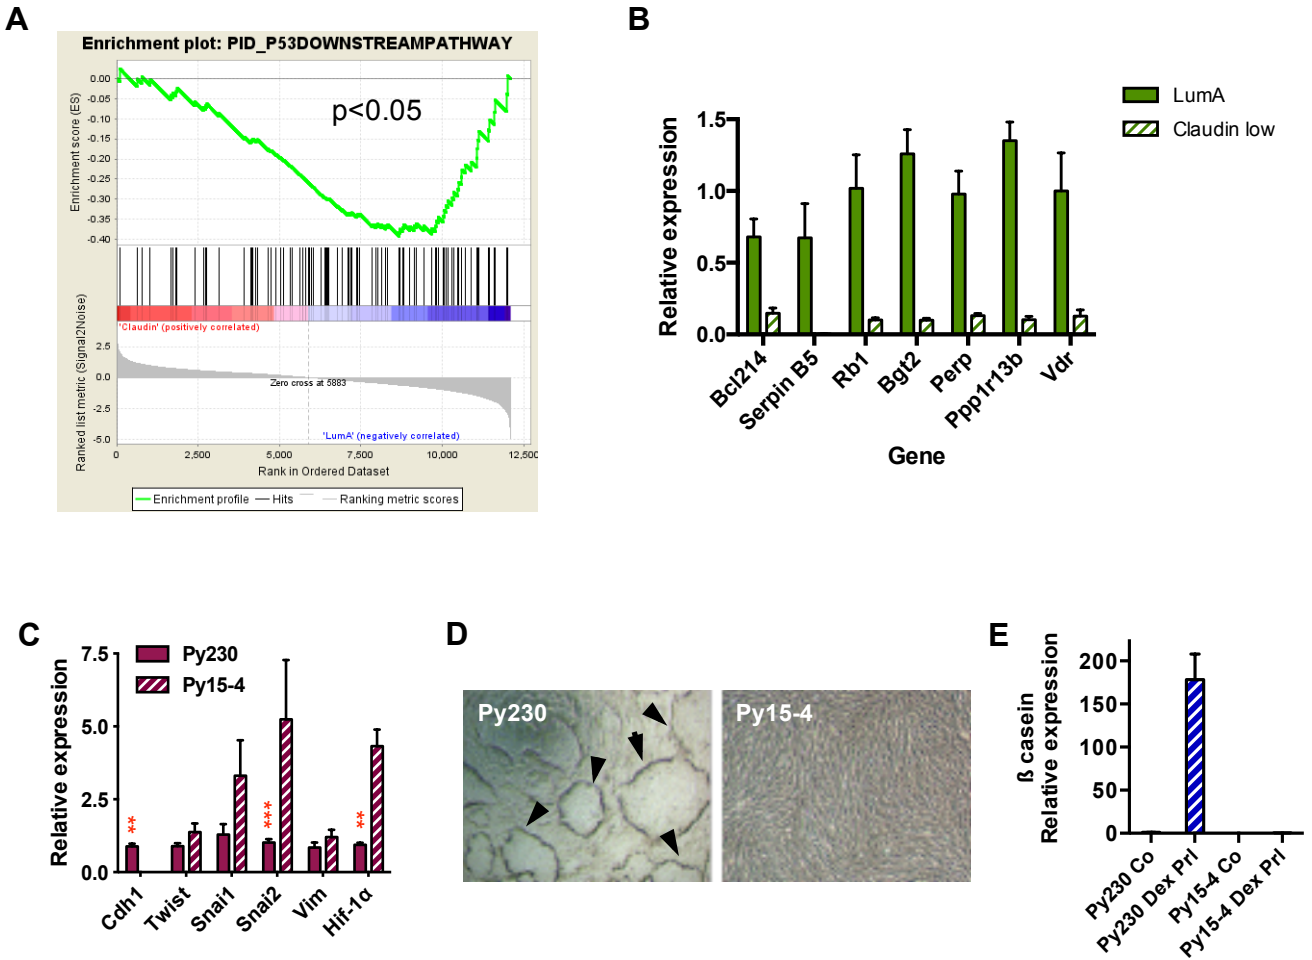 A
Enrichment plot: PID_P53DOWNSTREAMPATHWAY
p<0.05
Enrichment score (ES)
0.00
-0.05
-0.10
-0.15
-0.20
-0.25
-0.30
-0.35
-0.40
'Claudin' (positively correlated)
Ranked list metric (Signal2Noise)
2.5
0.0
-2.5
-5.0
Zero cross at 5883
'LumA' (negatively correlated)
0 2,500 5,000 7,500 10,000 12,500
Rank in Ordered Dataset
Enrichment profile Hits Ranking metric scores
B
LumA
Claudin low
Relative expression
1.5
1.0
0.5
0.0
Bcl214 Serpin B5 Rb1 Bgt2 Perp Ppp1r13b Vdr
Gene
C
Py230
Py15-4
Relative expression
7.5
5.0
2.5
0.0
** *** **
Cdh1 Twist Snai1 Snai2 Vim Hif-1α
D
Py230
Py15-4
E
ß casein
Relative expression
200
150
100
50
0
Py230 Co
Py230 Dex Prl
Py15-4 Co
Py15-4 Dex Prl